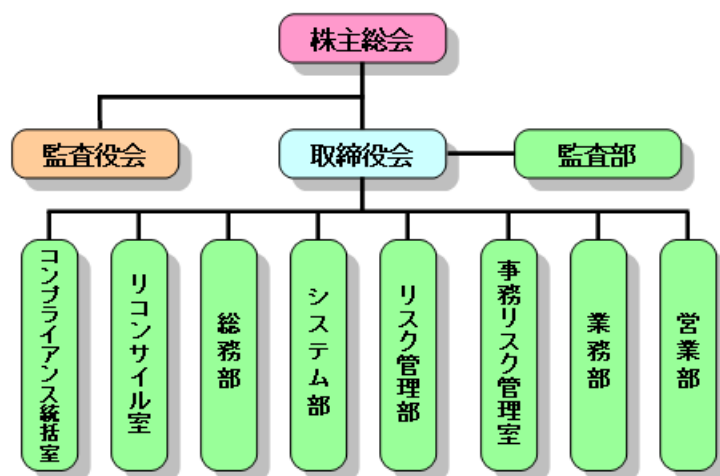 株主総会
監査役会
取締役会
監査部
コンプライアンス統括室
リコンサイル室
総務部
システム部
リスク管理部
事務リスク管理室
業務部
営業部